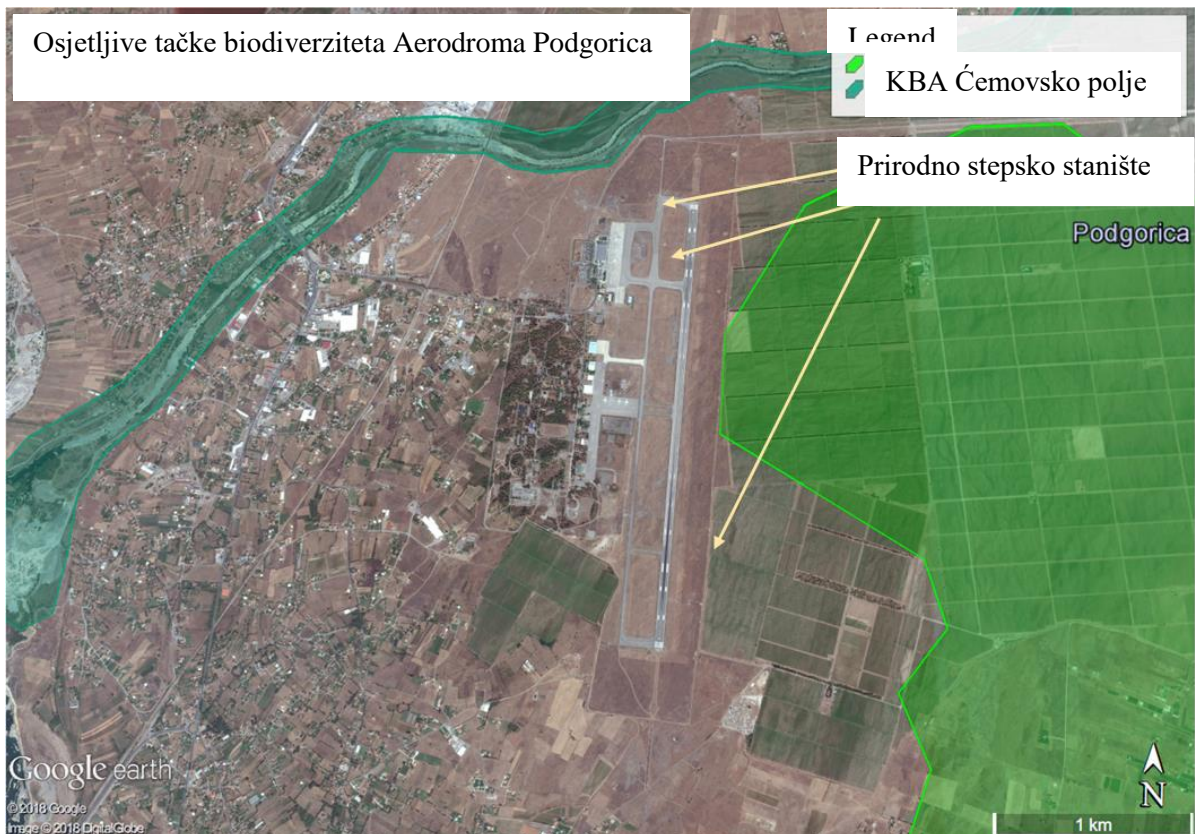 Osjetljive tačke biodiverziteta Aerodroma Podgorica
Legend
KBA Ćemovsko polje
Prirodno stepsko stanište
Podgorica
Google earth
© 2018 Google
Image © 2018 DigitalGlobe
N
1 km